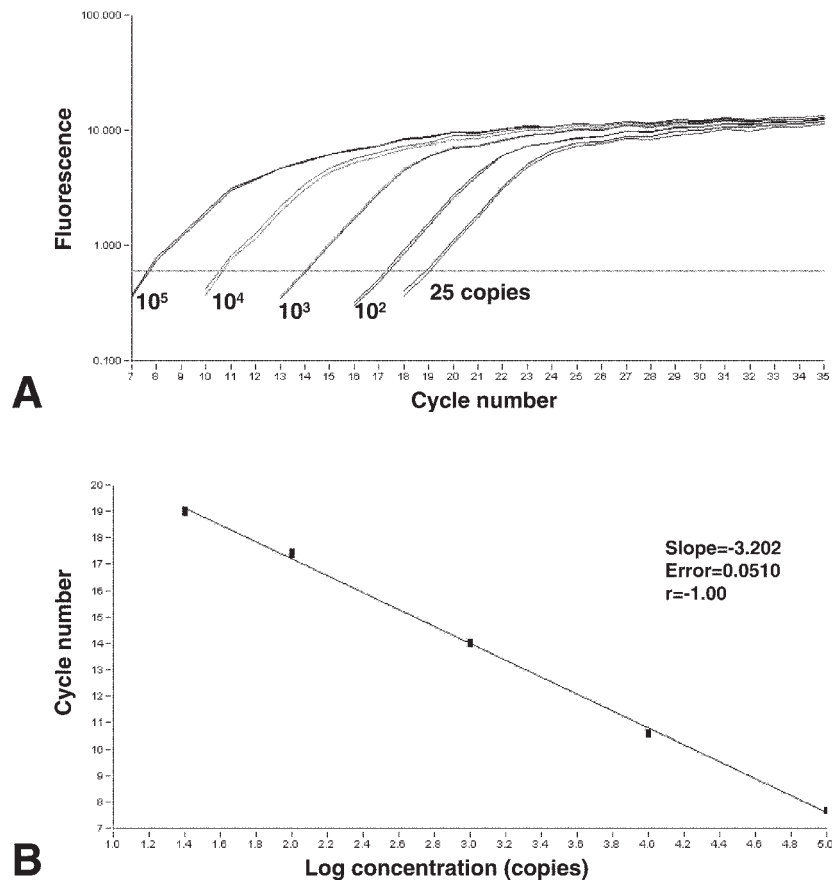 100.000
10.000
1.000
0.100
Fluorescence
10⁵
10⁴
10³
10²
25 copies
7 8 9 10 11 12 13 14 15 16 17 18 19 20 21 22 23 24 25 26 27 28 29 30 31 32 33 34 35
Cycle number
A
20
19
18
17
16
15
14
13
12
11
10
9
8
7
Cycle number
Slope=-3.202
Error=0.0510
r=-1.00
1.0 1.2 1.4 1.6 1.8 2.0 2.2 2.4 2.6 2.8 3.0 3.2 3.4 3.6 3.8 4.0 4.2 4.4 4.6 4.8 5.0
Log concentration (copies)
B